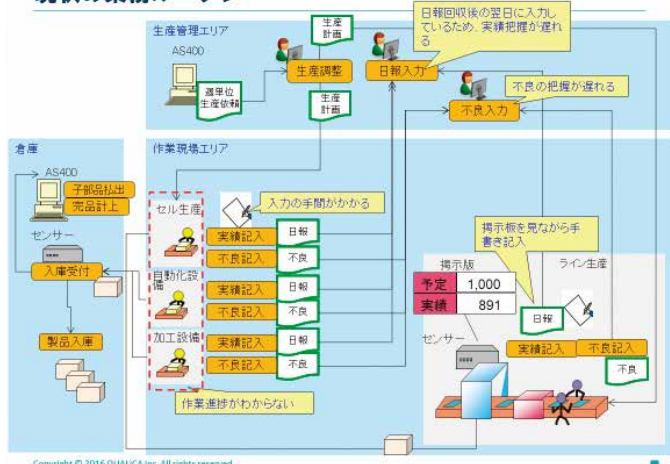 生産管理エリア
AS400
週単位
生産依頼
生産
計画
生産調整
生産
計画
日報回収後の翌日に入力
しているため、実績把握が遅れ
る
日報入力
不良の把握が遅れる
不良入力
倉庫
AS400
子部品払出
完品計上
センサー
入庫受付
製品入庫
作業現場エリア
セル生産
入力の手間がかかる
実績記入
日報
不良記入
不良
自動化設
備
実績記入
日報
不良記入
不良
加工設備
実績記入
日報
不良記入
不良
作業進捗がわからない
掲示板を見ながら手
書き記入
掲示版
ライン生産
予定 1,000
実績 891
日報
センサー
実績記入
不良記入
不良
Copyright © 2016 QUALICA Inc. All rights reserved.